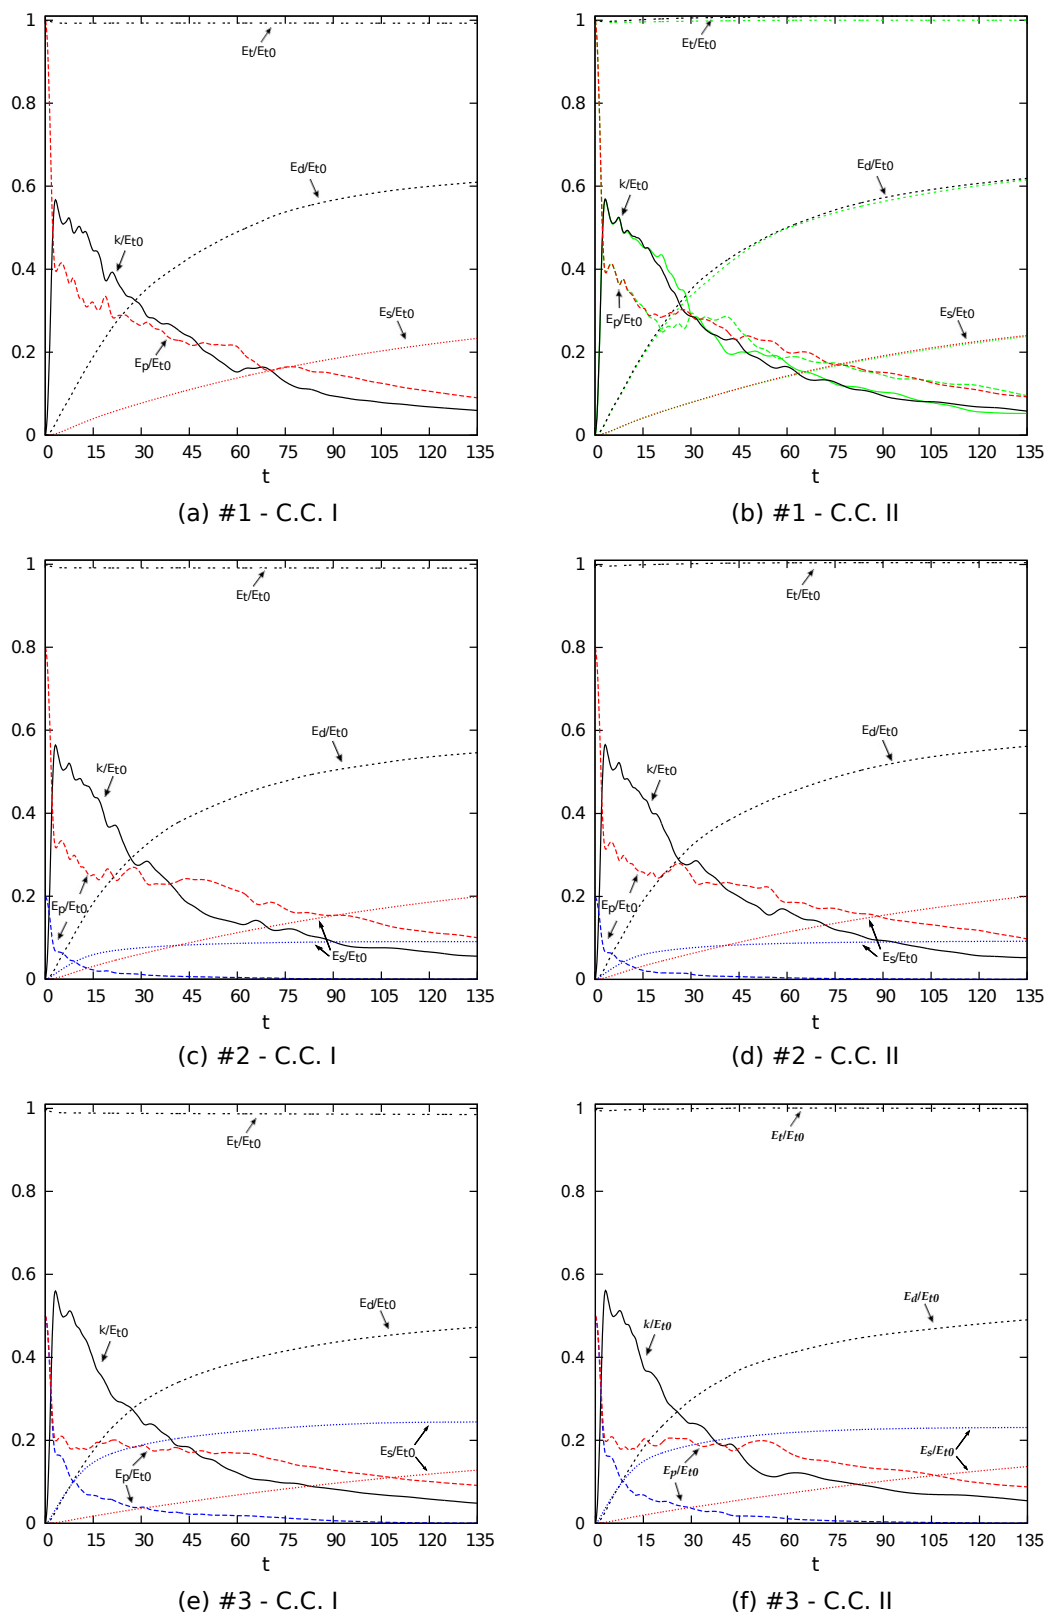 1
Et/Et0
0.8
0.6
Ed/Et0
k/Et0
0.4
Es/Et0
Ep/Et0
0.2
0
0 15 30 45 60 75 90 105 120 135
t
(a) #1 - C.C. I
1
Et/Et0
0.8
0.6
Ed/Et0
k/Et0
0.4
Ep/Et0
Es/Et0
0.2
0
0 15 30 45 60 75 90 105 120 135
t
(b) #1 - C.C. II
1
Et/Et0
0.8
0.6
Ed/Et0
k/Et0
0.4
0.2
Ep/Et0
Es/Et0
0
0 15 30 45 60 75 90 105 120 135
t
(c) #2 - C.C. I
1
Et/Et0
0.8
0.6
Ed/Et0
k/Et0
0.4
0.2
Ep/Et0
Es/Et0
0
0 15 30 45 60 75 90 105 120 135
t
(d) #2 - C.C. II
1
Et/Et0
0.8
0.6
Ed/Et0
k/Et0
0.4
0.2
Es/Et0
Ep/Et0
0
0 15 30 45 60 75 90 105 120 135
t
(e) #3 - C.C. I
1
Et/Et0
0.8
0.6
Ed/Et0
k/Et0
0.4
0.2
Es/Et0
Ep/Et0
0
0 15 30 45 60 75 90 105 120 135
t
(f) #3 - C.C. II